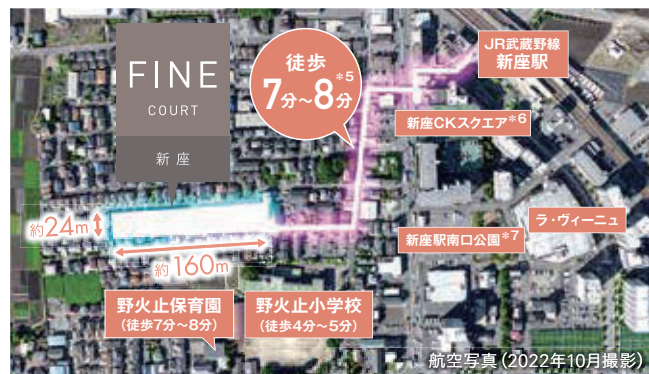 FINE
COURT
新座
徒歩
7分～8分*5
JR武蔵野線
新座駅
新座CKスクエア*6
約24m
約160m
ラ・ヴィーニュ
新座駅南口公園*7
野火止保育園
(徒歩7分～8分)
野火止小学校
(徒歩4分～5分)
航空写真(2022年10月撮影)